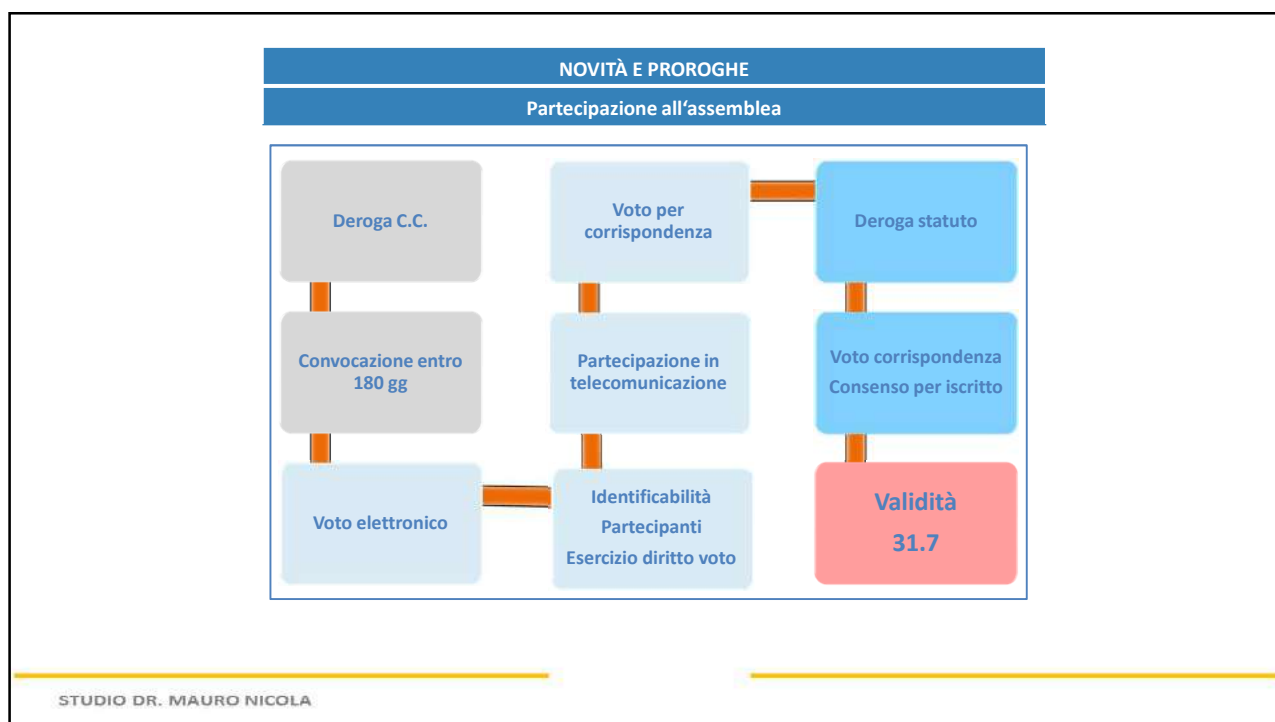 NOVITÀ E PROROGHE
Partecipazione all‘assemblea
Deroga C.C.
Convocazione entro
180 gg
Voto elettronico
Identificabilità
Partecipanti
Esercizio diritto voto
Partecipazione in
telecomunicazione
Voto per
corrispondenza
Deroga statuto
Voto corrispondenza
Consenso per iscritto
Validità
31.7
STUDIO DR. MAURO NICOLA